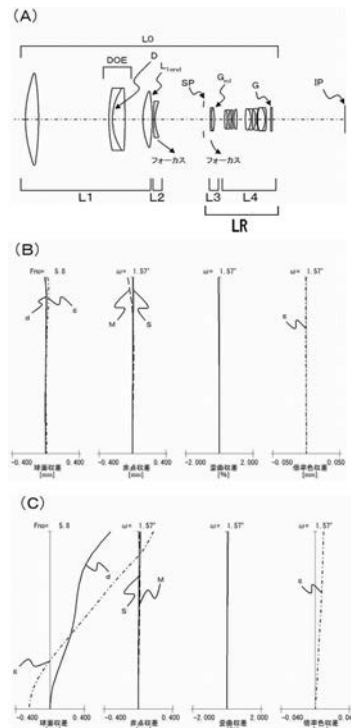 (A)
L0
DOE
D
L1end
SP
Gnl
G
IP
フォーカス
フォーカス
L1
L2
L3
L4
LR
(B)
Fno= 5.8
ω= 1.57°
ω= 1.57°
ω= 1.57°
d
g
M
S
g
-0.400 球面収差 0.400
[mm]
-0.400 非点収差 0.400
[mm]
-2.000 歪曲収差 2.000
[%]
-0.050 倍率色収差 0.050
[mm]
(C)
Fno= 5.8
ω= 1.57°
ω= 1.57°
ω= 1.57°
d
g
S
M
g
-0.400 球面収差 0.400
-0.400 非点収差 0.400
-2.000 歪曲収差 2.000
倍率色収差